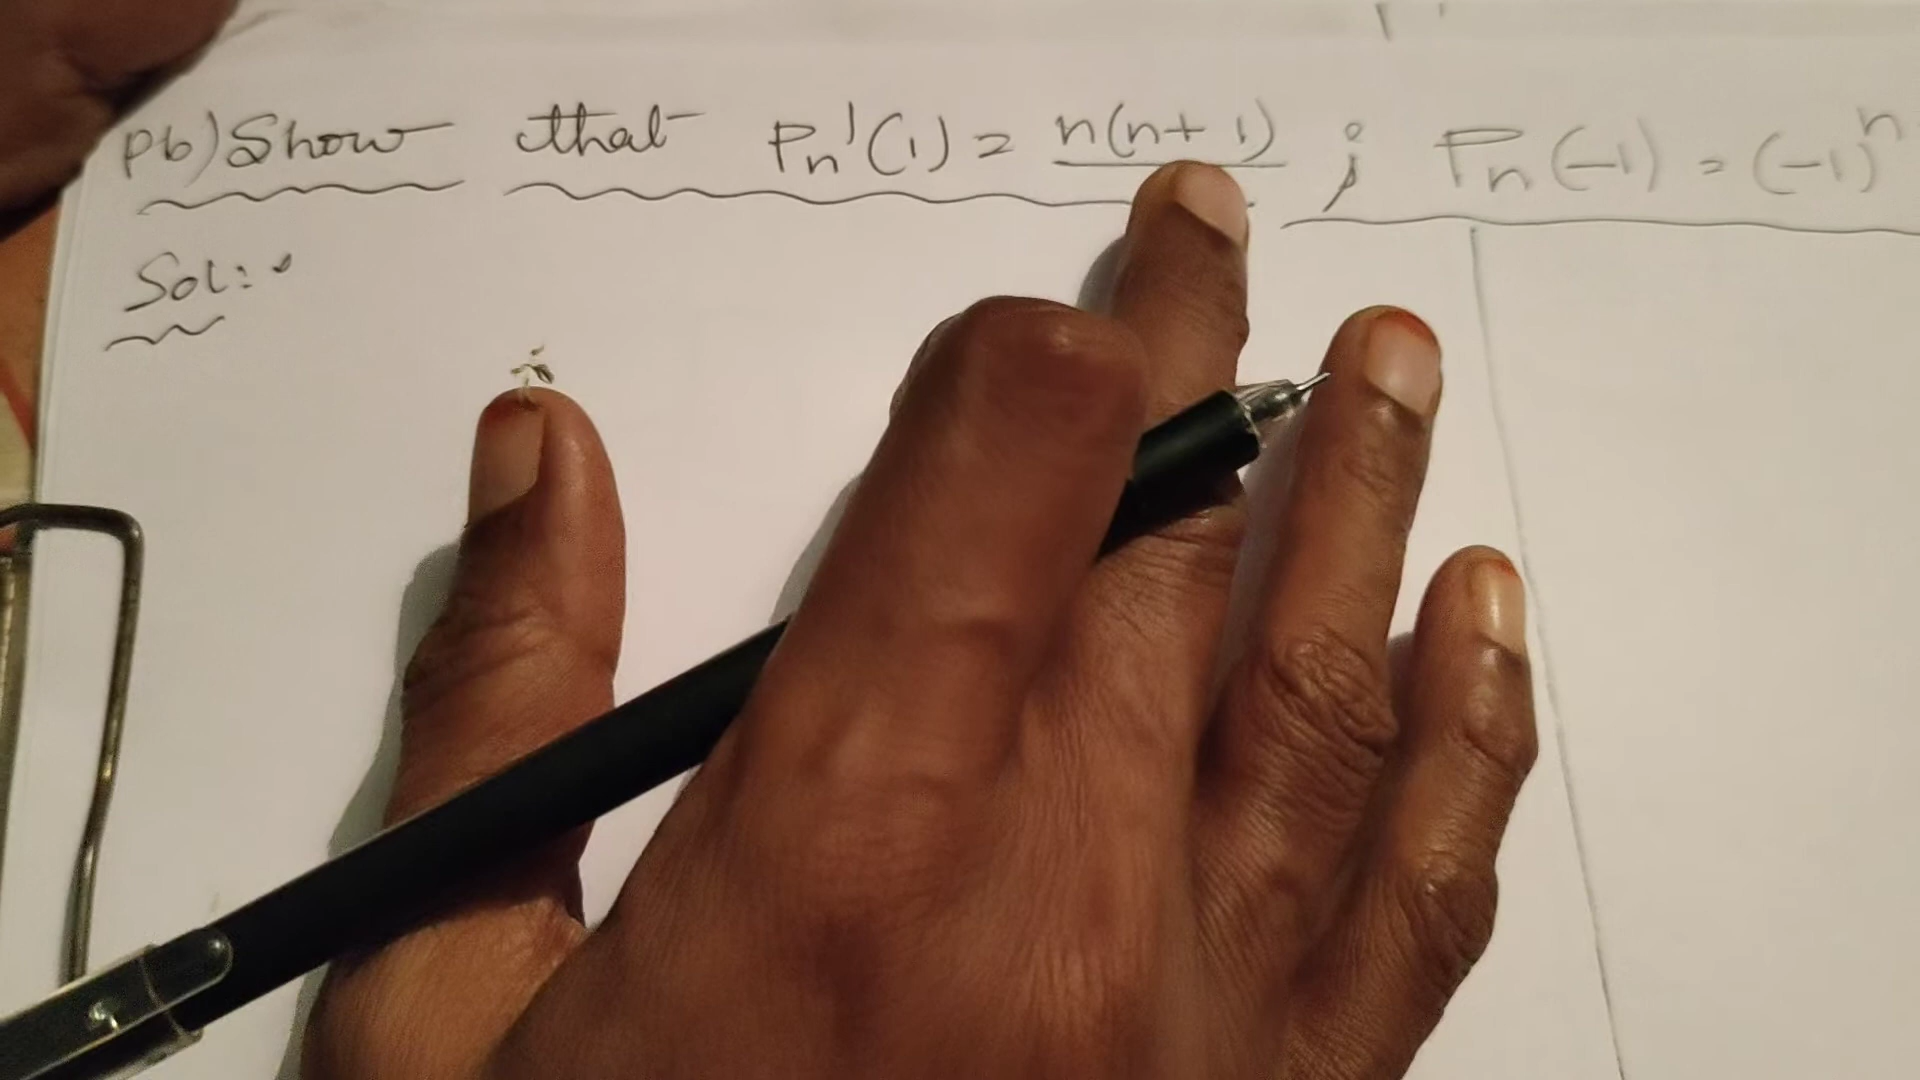 Pb) Show that Pn'(1) = n(n+1) ; Pn(-1) = (-1)^n
Sol:-